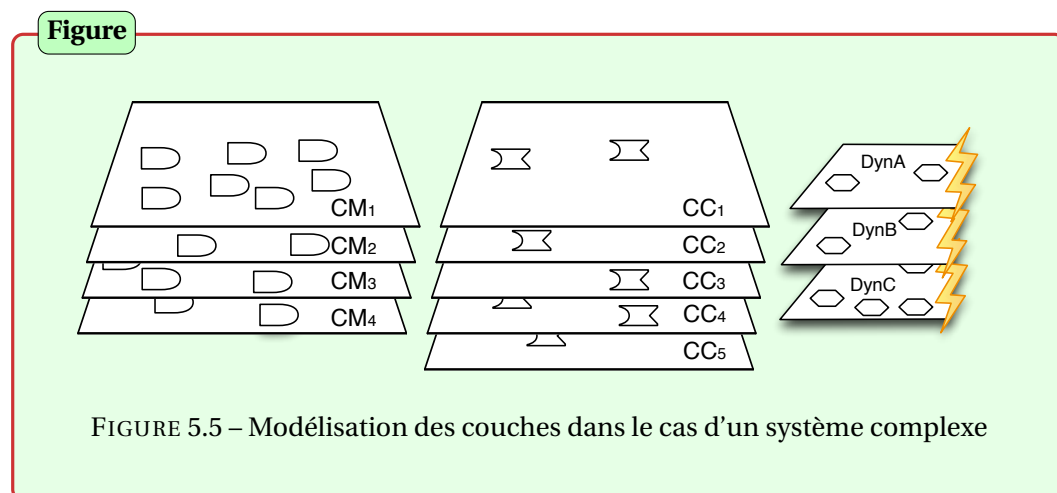 Figure
CM1
CM2
CM3
CM4
CC1
CC2
CC3
CC4
CC5
DynA
DynB
DynC
FIGURE 5.5 – Modélisation des couches dans le cas d'un système complexe